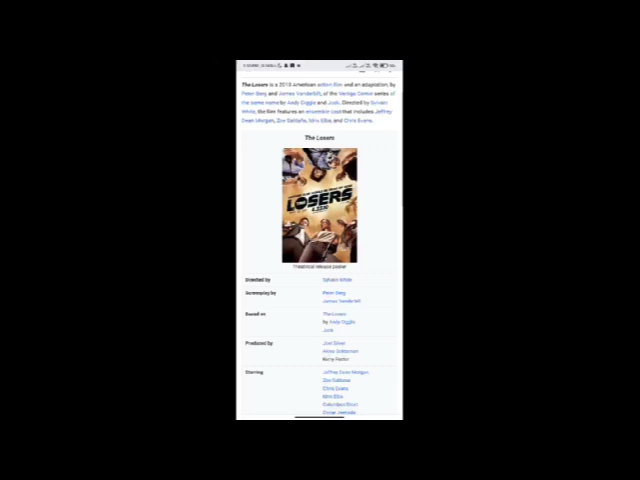 The Losers is a 2010 American action film and an adaptation, by
Peter Berg and James Vanderbilt, of the Vertigo Comic series of
the same name by Andy Diggle and Jock. Directed by Sylvain
White, the film features an ensemble cast that includes Jeffrey
Dean Morgan, Zoe Saldaña, Idris Elba, and Chris Evans.
The Losers
LOSERS
Theatrical release poster
Directed by Sylvain White
Screenplay by Peter Berg
James Vanderbilt
Based on The Losers
by Andy Diggle
Jock
Produced by Joel Silver
Akiva Goldsman
Kerry Foster
Starring Jeffrey Dean Morgan
Zoe Saldana
Chris Evans
Idris Elba
Columbus Short
Óscar Jaenada